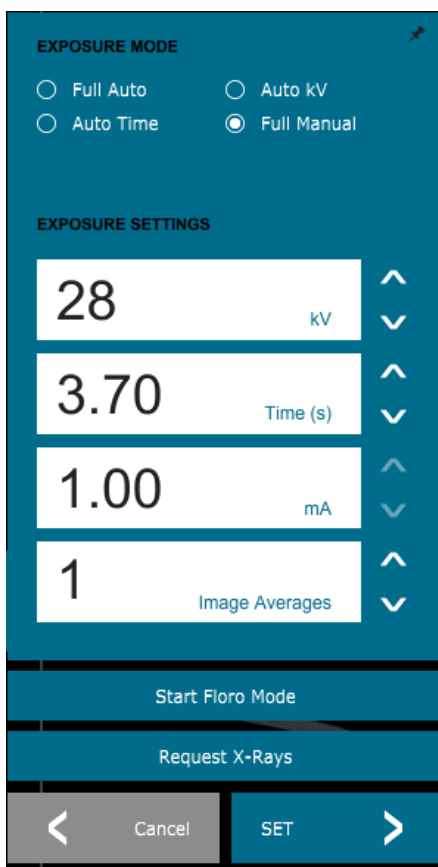 EXPOSURE MODE
Full Auto
Auto kV
Auto Time
Full Manual
EXPOSURE SETTINGS
28
kV
3.70
Time (s)
1.00
mA
1
Image Averages
Start Floro Mode
Request X-Rays
Cancel
SET